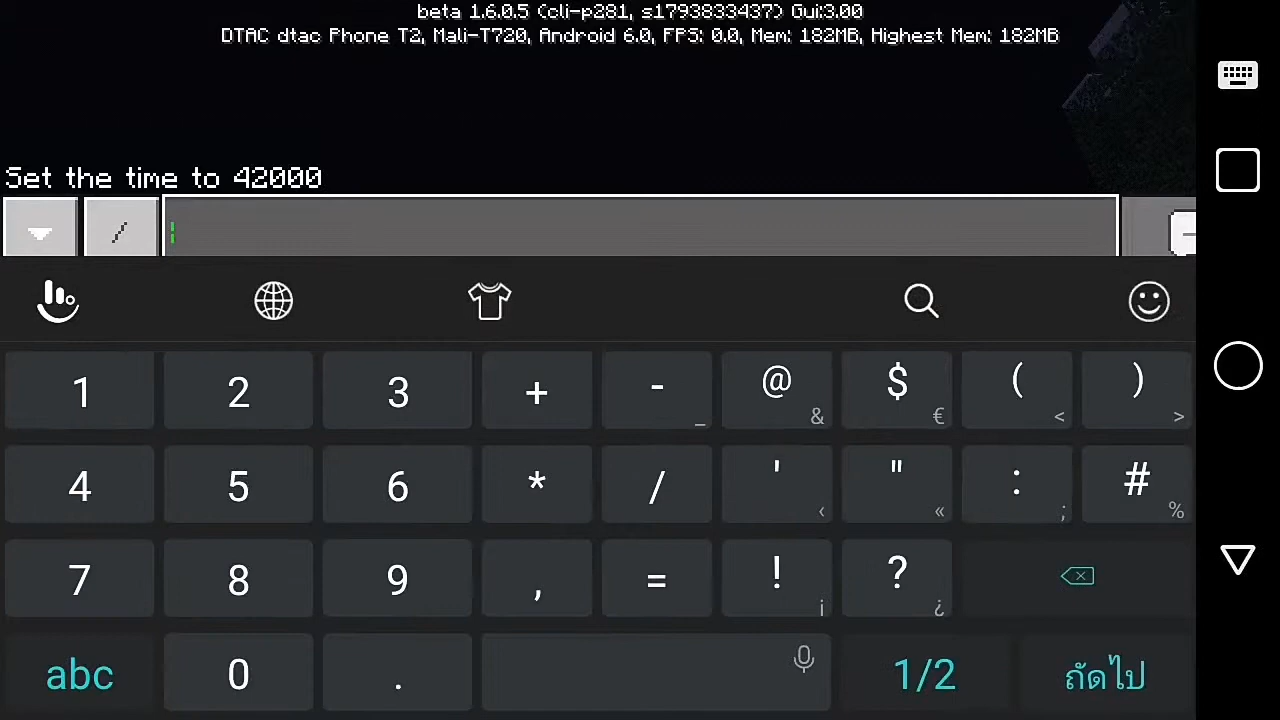 beta 1.6.0.5 (cli-p281, s1793833437) Gui:3.00
DTAC dtac Phone T2, Mali-T720, Android 6.0, FPS: 0.0, Mem: 182MB, Highest Mem: 182MB
Set the time to 42000
/
1 2 3 + - _ @ & $ € ( < ) >
4 5 6 * / ' ‹ " « : ; # %
7 8 9 , = ! ¡ ? ¿
abc 0 . 1/2 ถัดไป